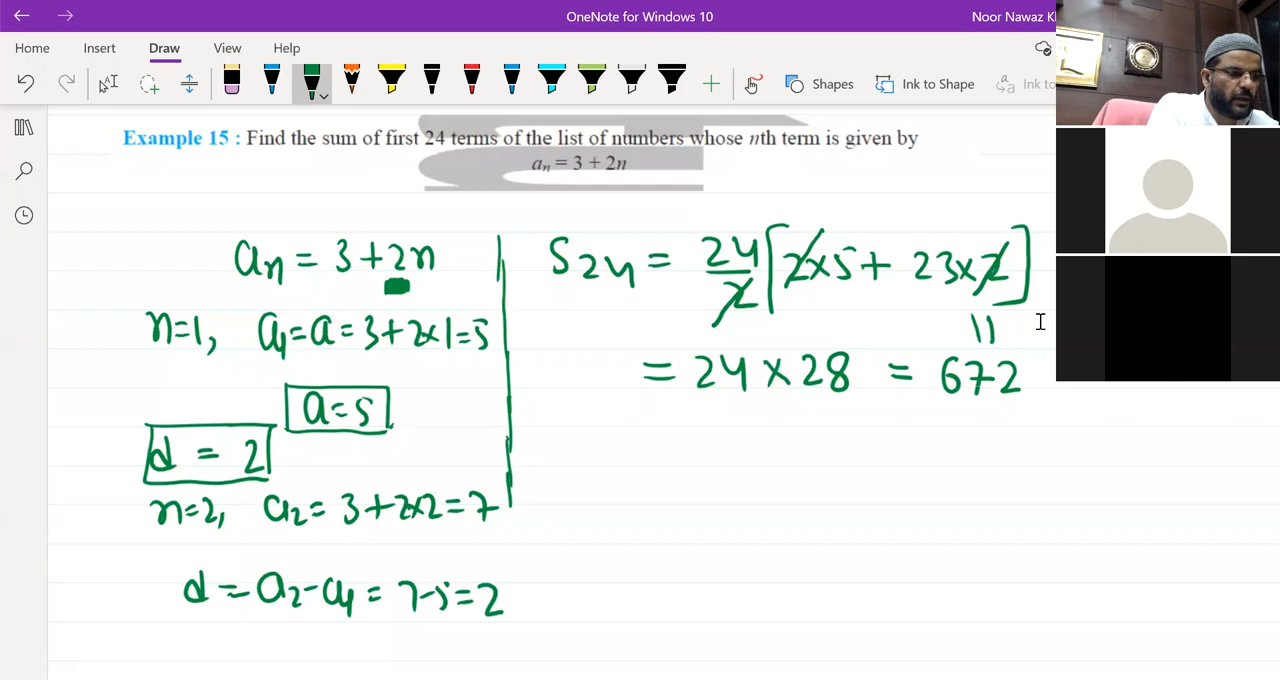 OneNote for Windows 10
Noor Nawaz K
Home Insert Draw View Help
Shapes Ink to Shape Ink to
Example 15 : Find the sum of first 24 terms of the list of numbers whose nth term is given by
aₙ = 3 + 2n
aₙ = 3 + 2n
n=1, a₁=a=3+2×1=5
a=5
d = 2
n=2, a₂=3+2×2=7
d=a₂-a₁=7-5=2
S₂₄ = 24/2 [2×5+ 23×2]
11
= 24 × 28 = 672